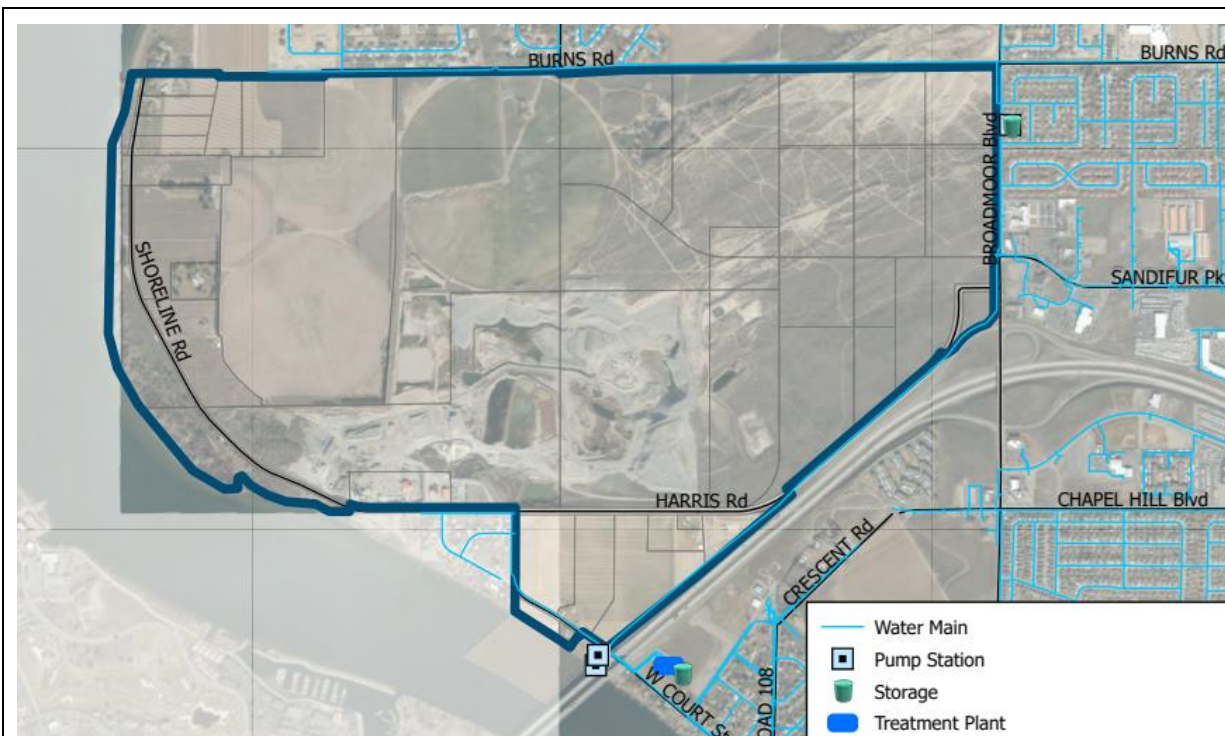 BURNS Rd
BURNS Rd
BROADMOOR Blvd
SHORELINE Rd
SANDIFUR Pk
HARRIS Rd
CHAPEL HILL Blvd
CRESCENT Rd
W COURT St
OAD 108
Water Main
Pump Station
Storage
Treatment Plant